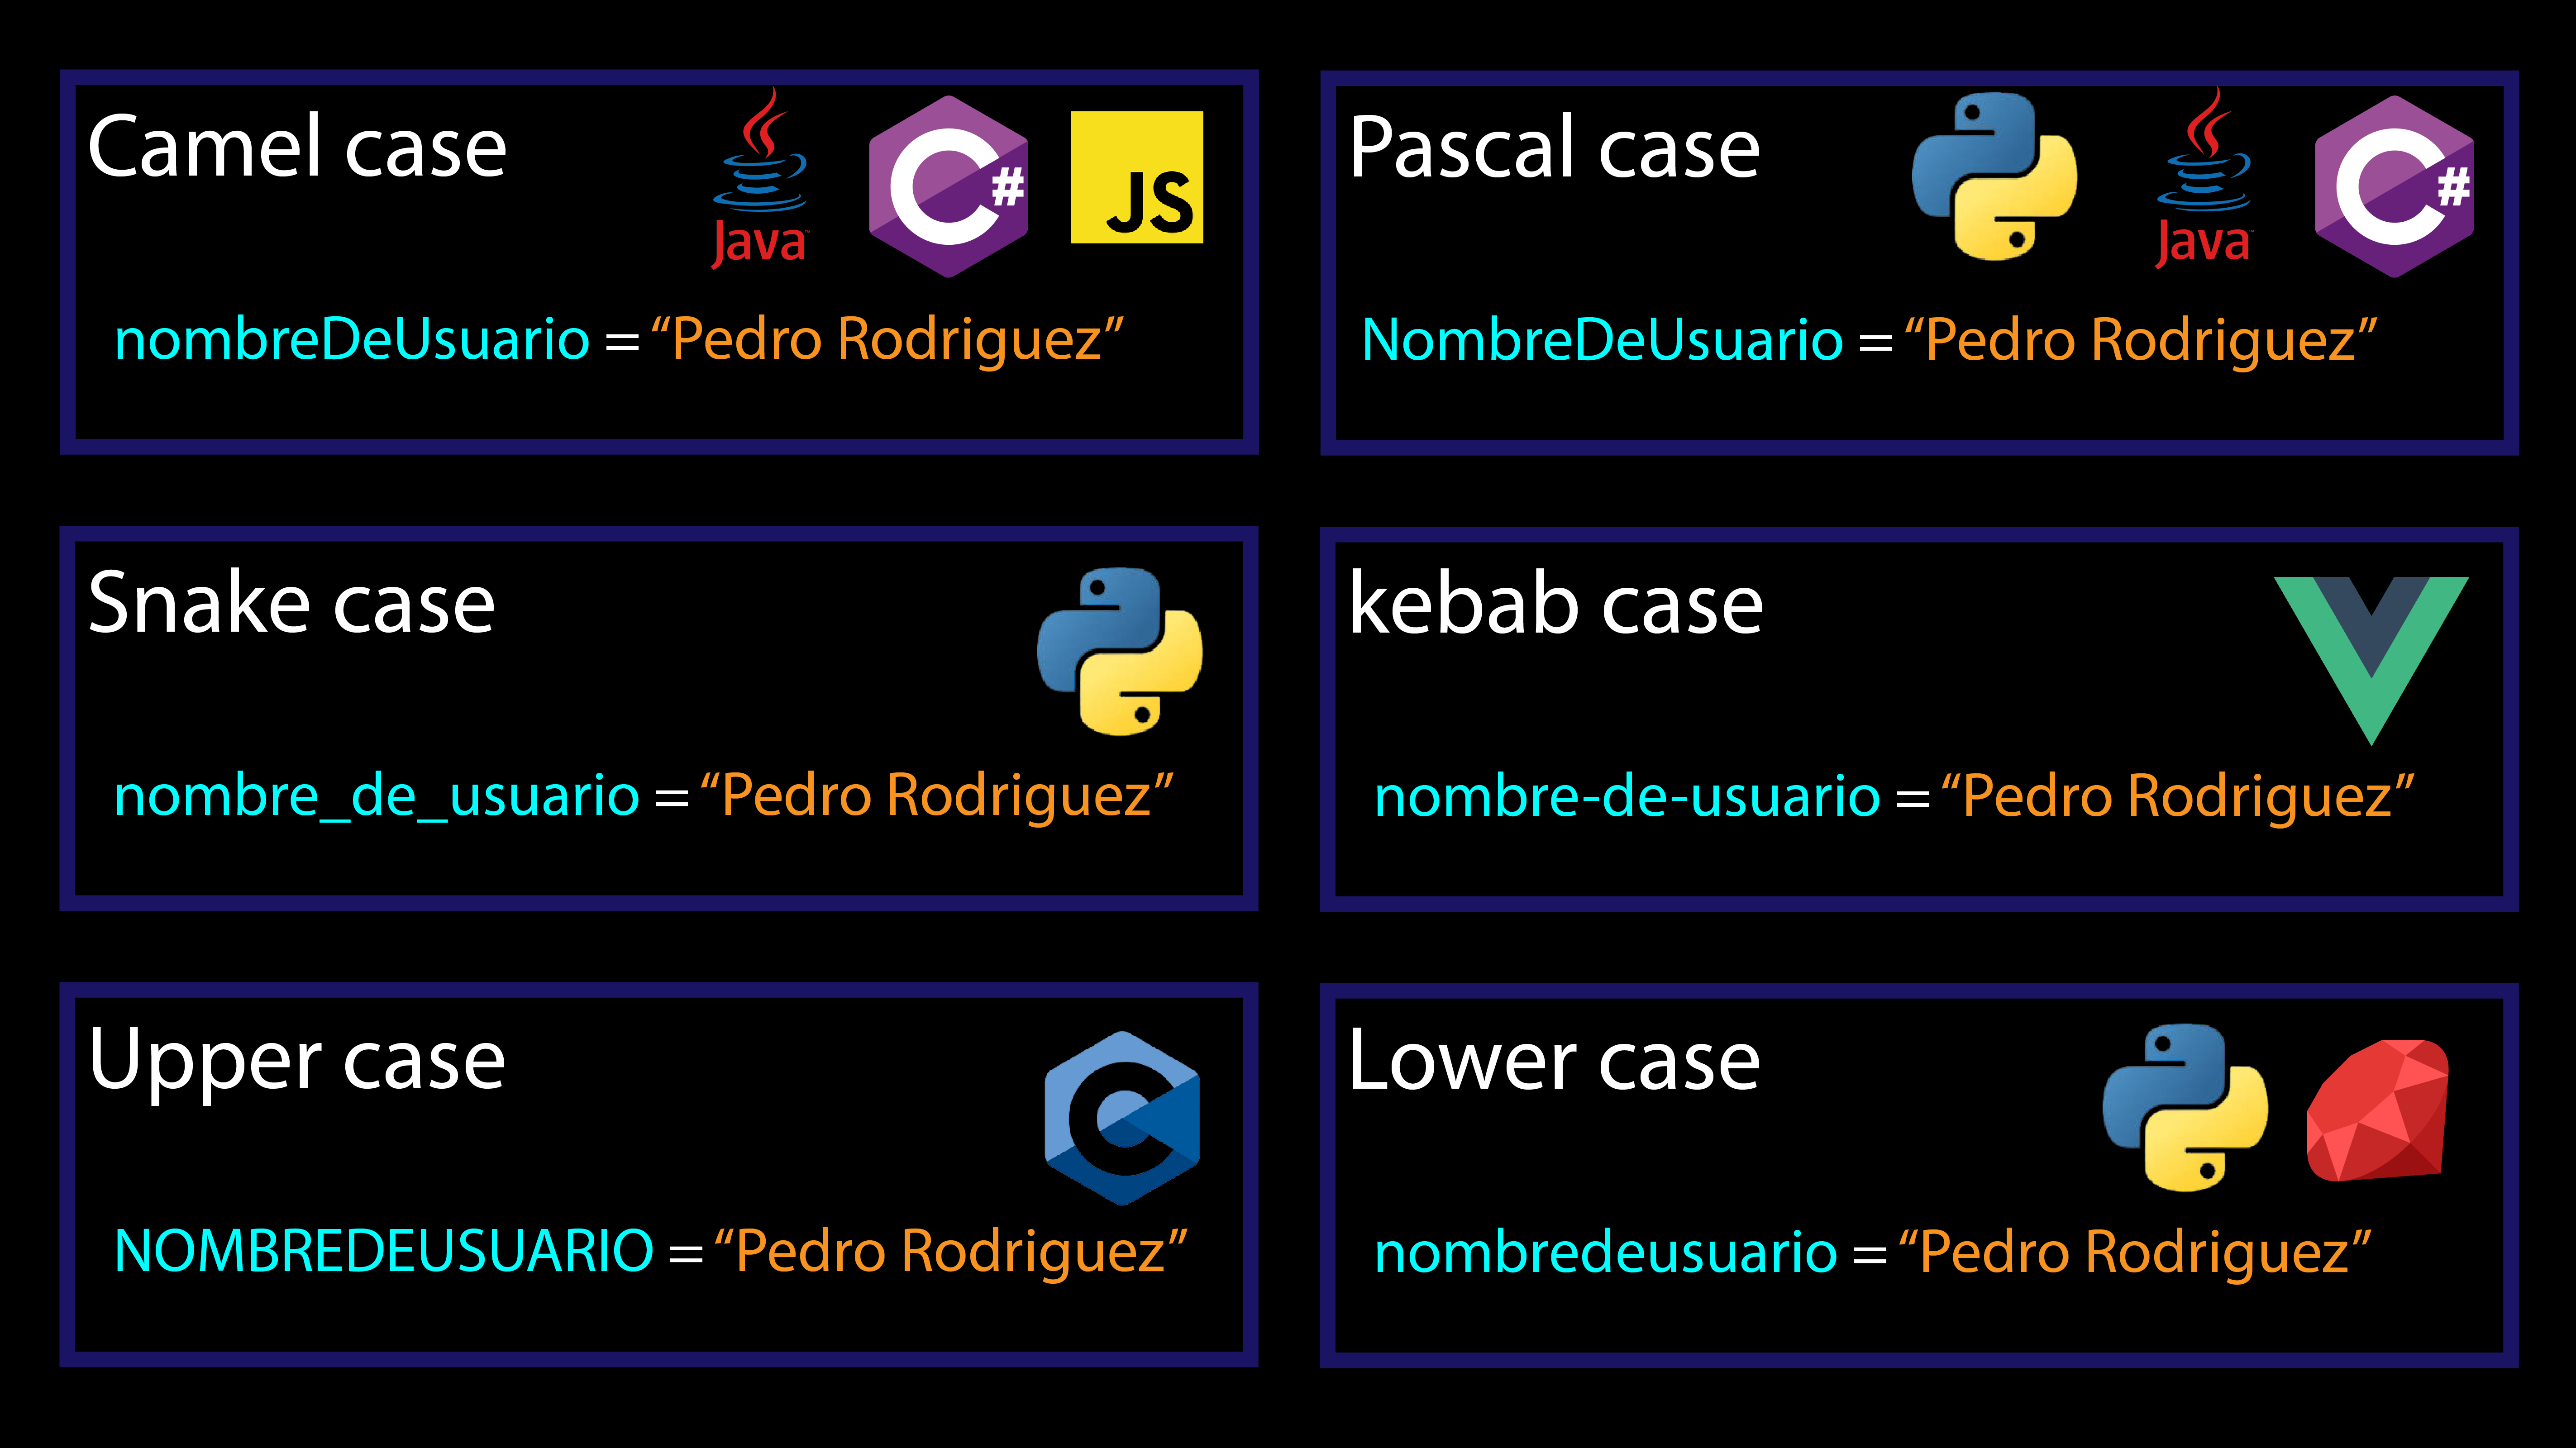 Camel case
Java
C#
JS
nombreDeUsuario = “Pedro Rodriguez”
Pascal case
Java
C#
NombreDeUsuario = “Pedro Rodriguez”
Snake case
nombre_de_usuario = “Pedro Rodriguez”
kebab case
nombre-de-usuario = “Pedro Rodriguez”
Upper case
C
NOMBREDEUSUARIO = “Pedro Rodriguez”
Lower case
nombredeusuario = “Pedro Rodriguez”